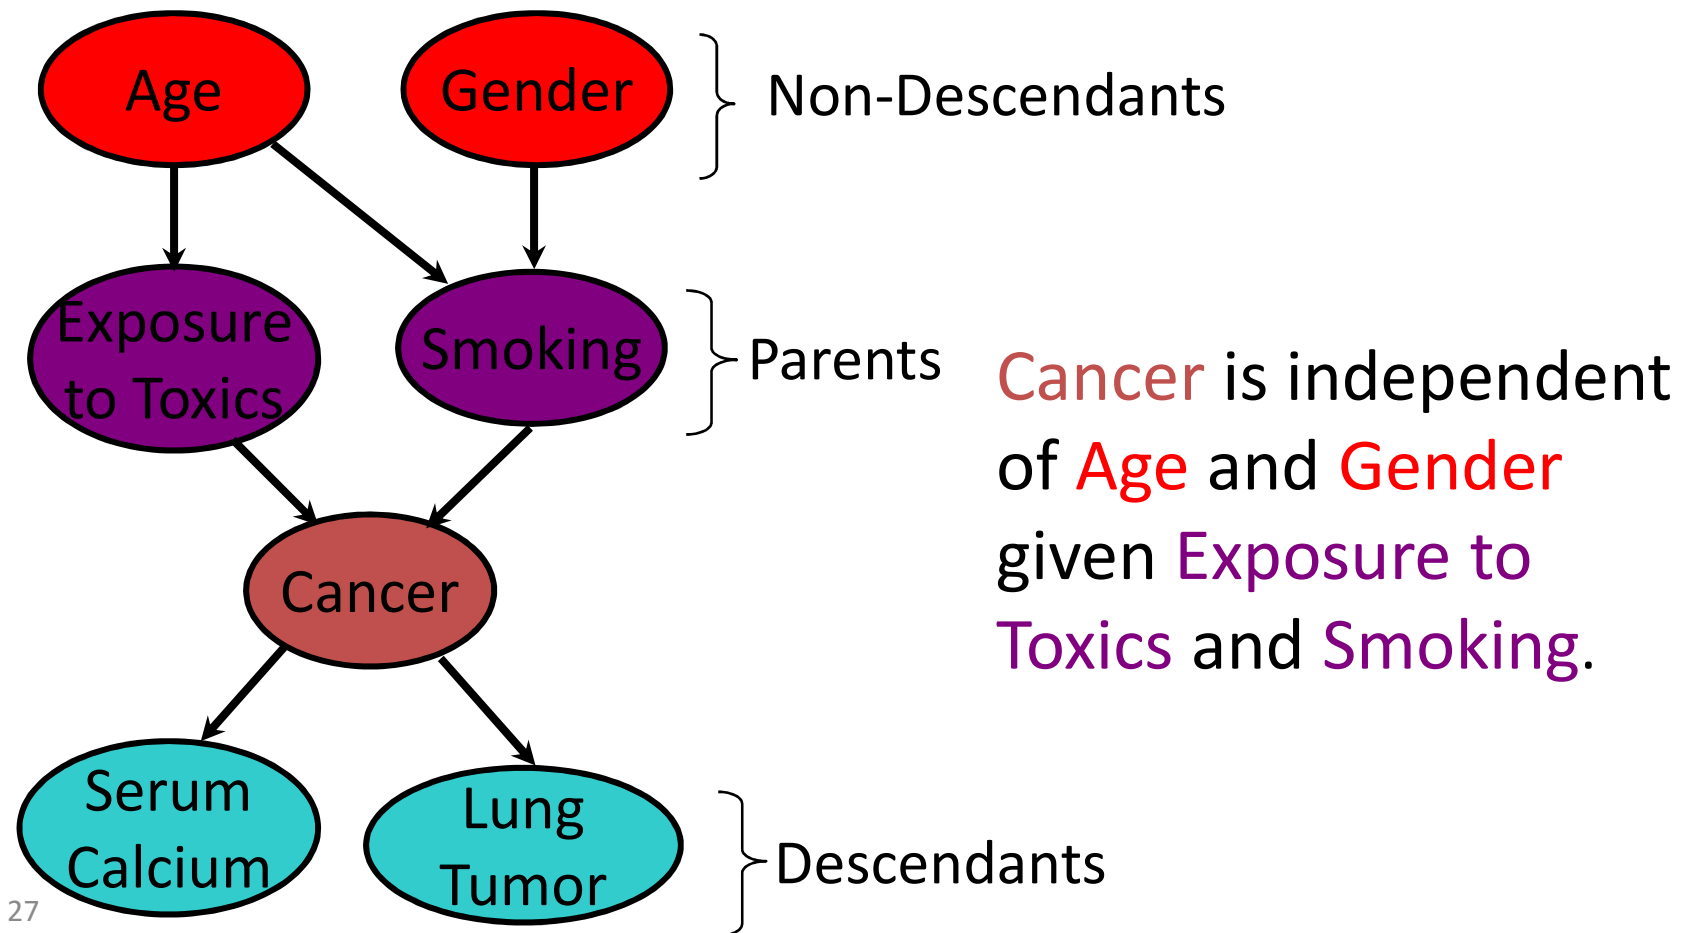 Age
Gender
Non-Descendants
Exposure
to Toxics
Smoking
Parents
Cancer is independent
of Age and Gender
given Exposure to
Toxics and Smoking.
Cancer
Serum
Calcium
Lung
Tumor
Descendants
27